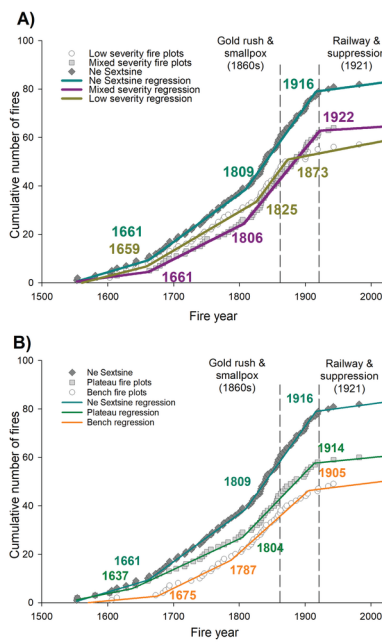 A)
Gold rush &
smallpox
(1860s)
Railway &
suppression
(1921)
Low severity fire plots
Mixed severity fire plots
Ne Sextsine
Ne Sextsine regression
Mixed severity regression
Low severity regression
Cumulative number of fires
100
80
60
40
20
0
1916
1922
1809
1873
1825
1661
1659
1806
1661
1500
1600
1700
1800
1900
2000
Fire year
B)
Gold rush &
smallpox
(1860s)
Railway &
suppression
(1921)
Ne Sextsine
Plateau fire plots
Bench fire plots
Ne Sextsine regression
Plateau regression
Bench regression
Cumulative number of fires
100
80
60
40
20
0
1916
1914
1905
1809
1804
1661
1637
1787
1675
1500
1600
1700
1800
1900
2000
Fire year